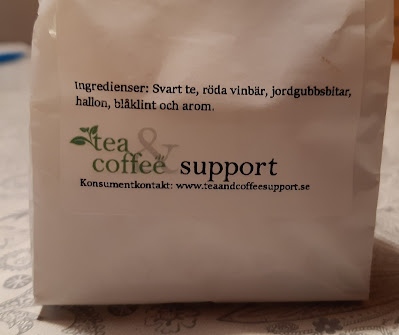 Ingredienser: Svart te, röda vinbär, jordgubbsbitar,
hallon, blåklint och arom.
tea &
coffee support
Konsumentkontakt: www.teaandcoffeesupport.se